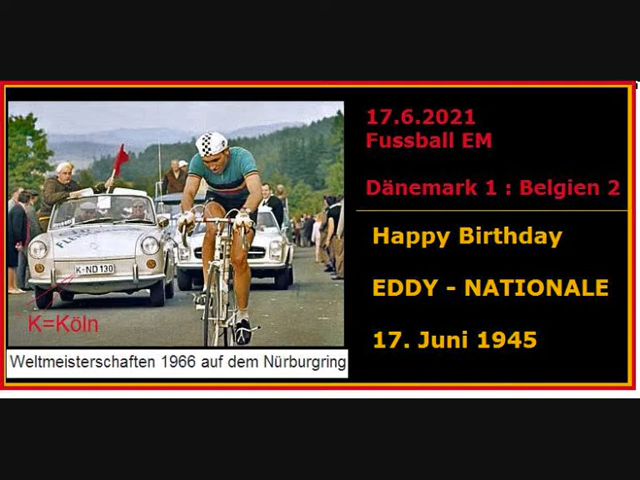 17.6.2021
Fussball EM
Dänemark 1 : Belgien 2
Happy Birthday
EDDY - NATIONALE
17. Juni 1945
K-ND 130
K=Köln
Weltmeisterschaften 1966 auf dem Nürburgring